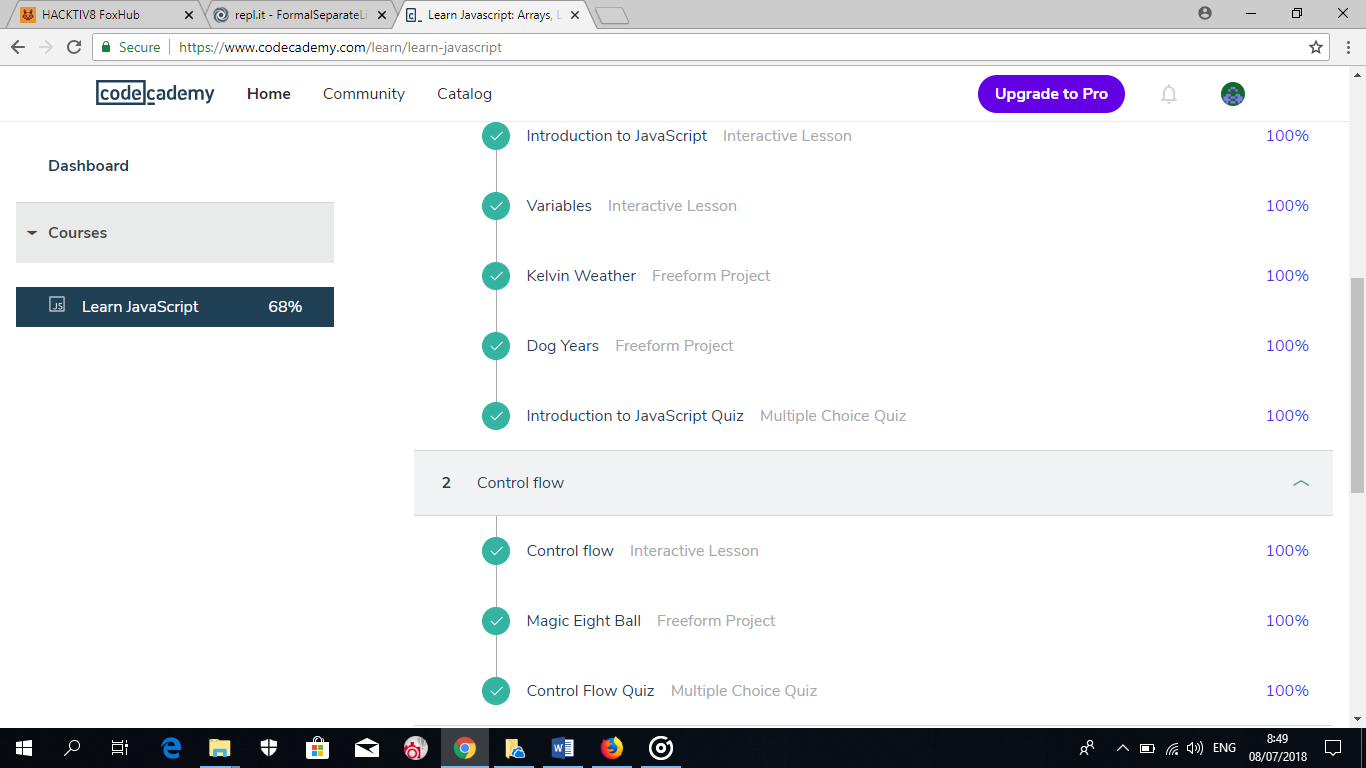 HACKTIV8 FoxHub
repl.it - FormalSeparateLi
Learn Javascript: Arrays, L
Secure https://www.codecademy.com/learn/learn-javascript
codecademy Home Community Catalog Upgrade to Pro
Dashboard
Courses
JS Learn JavaScript 68%
Introduction to JavaScript Interactive Lesson 100%
Variables Interactive Lesson 100%
Kelvin Weather Freeform Project 100%
Dog Years Freeform Project 100%
Introduction to JavaScript Quiz Multiple Choice Quiz 100%
2 Control flow
Control flow Interactive Lesson 100%
Magic Eight Ball Freeform Project 100%
Control Flow Quiz Multiple Choice Quiz 100%
ENG
8:49
08/07/2018